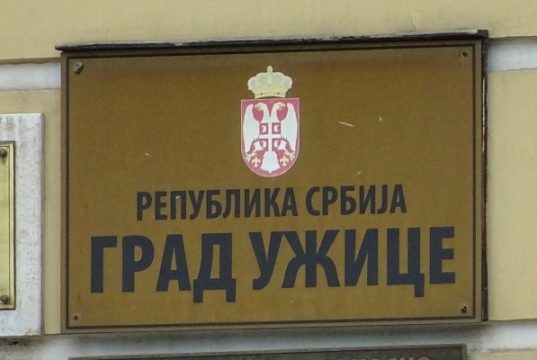 РЕПУБЛИКА СРБИЈА
ГРАД УЖИЦЕ